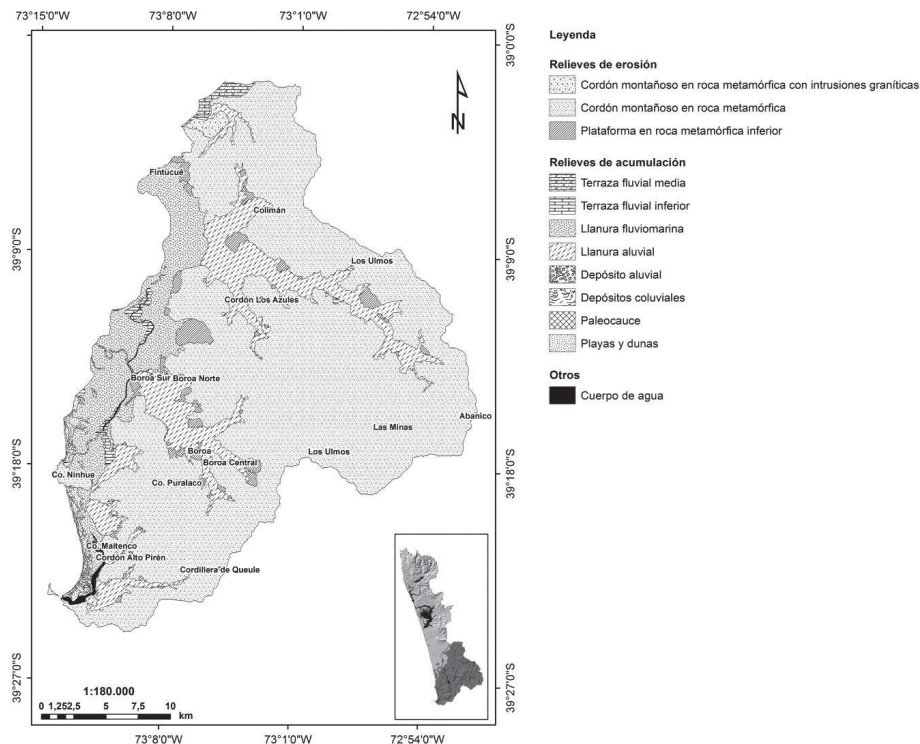 73°15'0"W 73°8'0"W 73°1'0"W 72°54'0"W
39°0'0"S
39°9'0"S
39°9'0"S
39°18'0"S
39°18'0"S
39°27'0"S
39°27'0"S
N
Fintucué
Colimán
Los Ulmos
Cordón Los Azules
Boroa Sur Boroa Norte
Abanico
Las Minas
Boroa
Los Ulmos
Boroa Central
Co. Ninhue
Co. Puralaco
Co. Maitenco
Cordón Alto Pirén
Cordillera de Queule
1:180.000
0 1,252,5 5 7,5 10
km
73°8'0"W 73°1'0"W 72°54'0"W
Leyenda
Relieves de erosión
Cordón montañoso en roca metamórfica con intrusiones graníticas
Cordón montañoso en roca metamórfica
Plataforma en roca metamórfica inferior
Relieves de acumulación
Terraza fluvial media
Terraza fluvial inferior
Llanura fluviomarina
Llanura aluvial
Depósito aluvial
Depósitos coluviales
Paleocauce
Playas y dunas
Otros
Cuerpo de agua